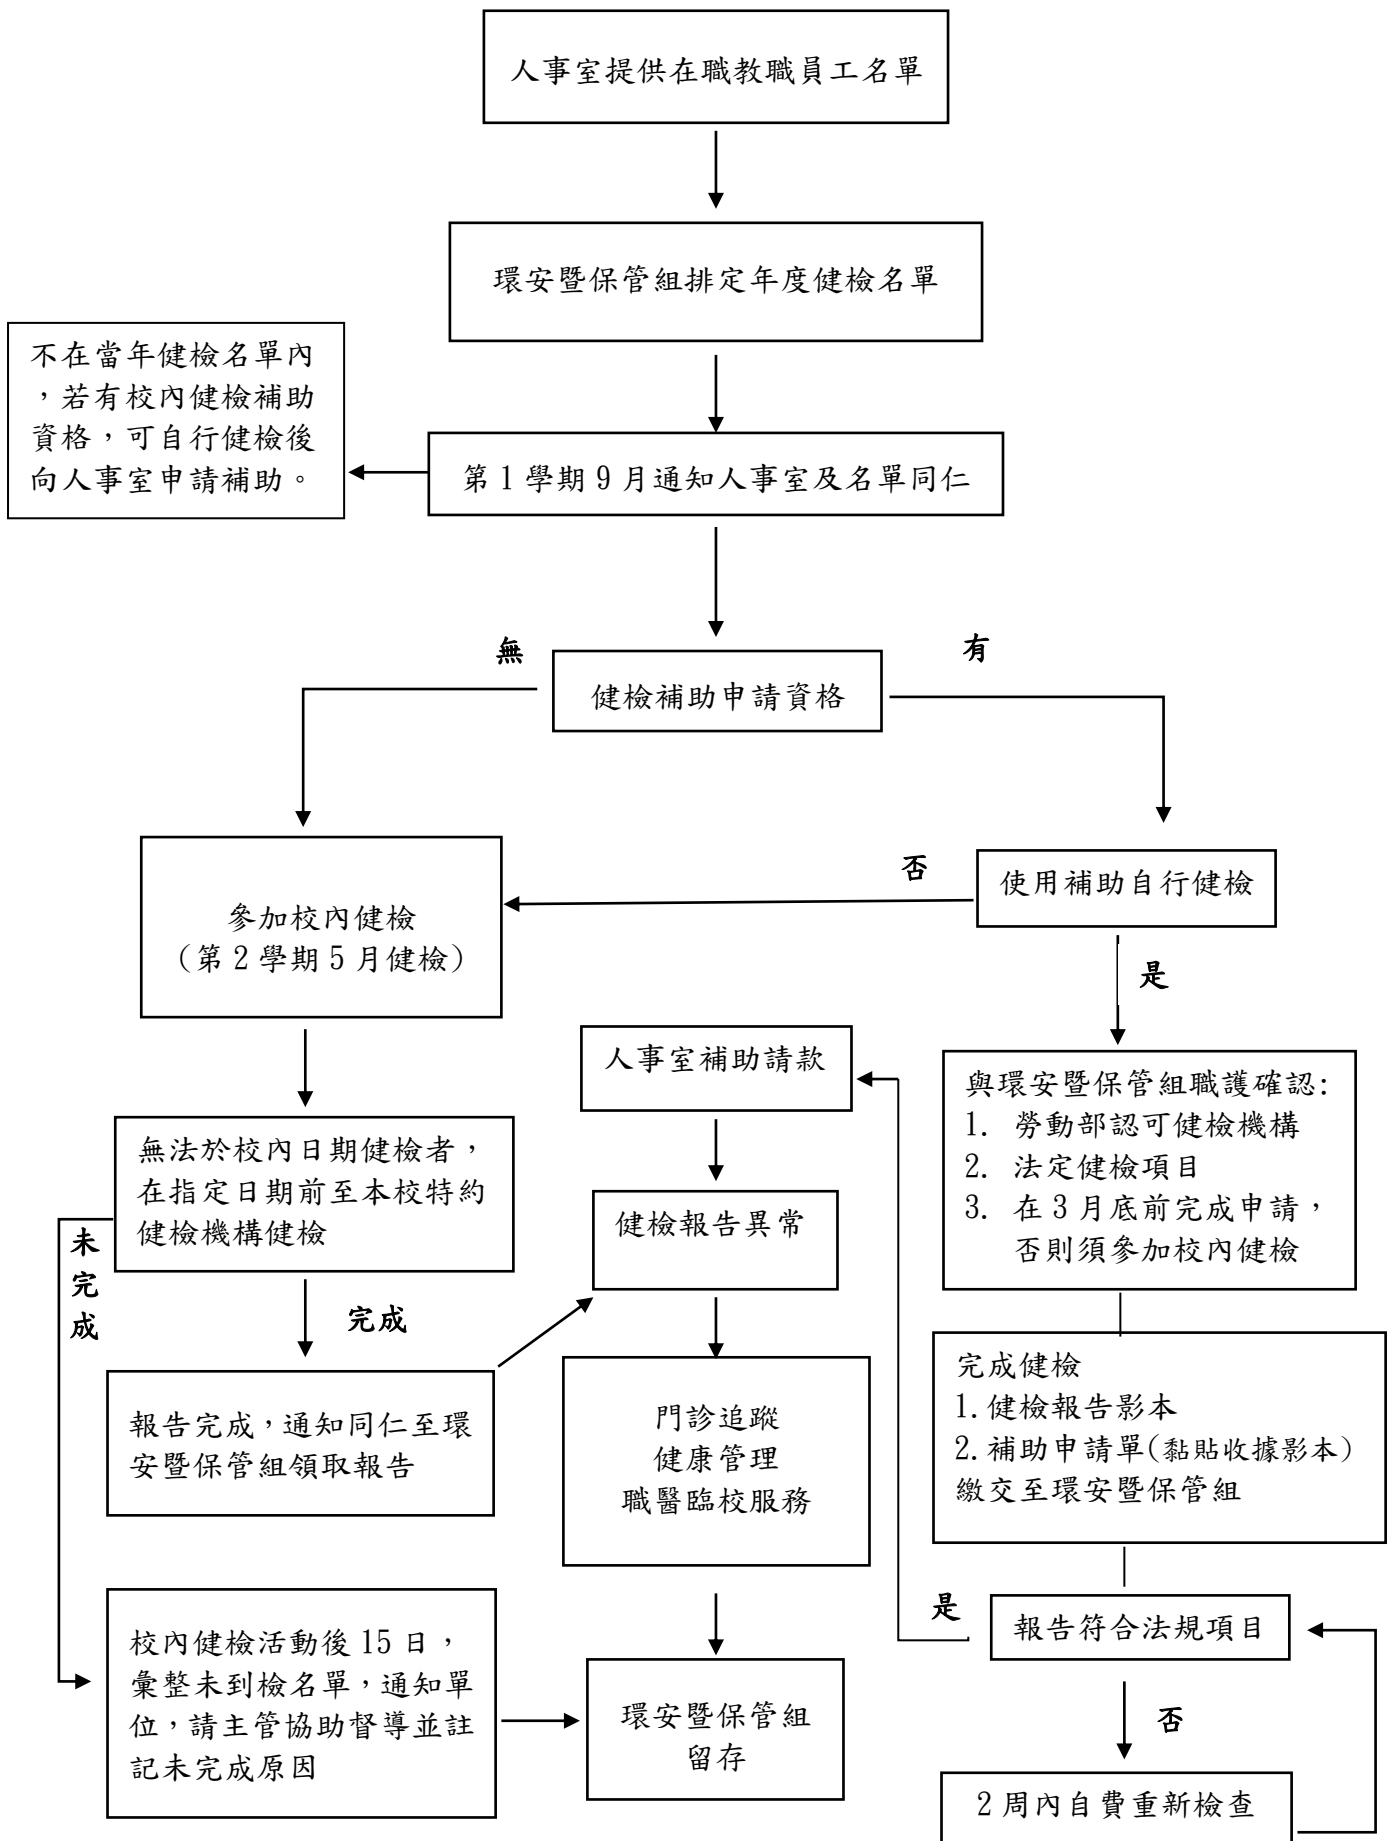 人事室提供在職教職員工名單
環安暨保管組排定年度健檢名單
不在當年健檢名單內
，若有校內健檢補助
資格，可自行健檢後
向人事室申請補助。
第1學期9月通知人事室及名單同仁
無
有
健檢補助申請資格
參加校內健檢
（第2學期5月健檢）
否
使用補助自行健檢
是
人事室補助請款
與環安暨保管組職護確認:
1. 勞動部認可健檢機構
2. 法定健檢項目
3. 在3月底前完成申請，
否則須參加校內健檢
無法於校內日期健檢者，
在指定日期前至本校特約
健檢機構健檢
未
完
成
完成
健檢報告異常
報告完成，通知同仁至環
安暨保管組領取報告
門診追蹤
健康管理
職醫臨校服務
完成健檢
1.健檢報告影本
2.補助申請單(黏貼收據影本)
繳交至環安暨保管組
是
報告符合法規項目
校內健檢活動後15日，
彙整未到檢名單，通知單
位，請主管協助督導並註
記未完成原因
環安暨保管組
留存
否
2周內自費重新檢查